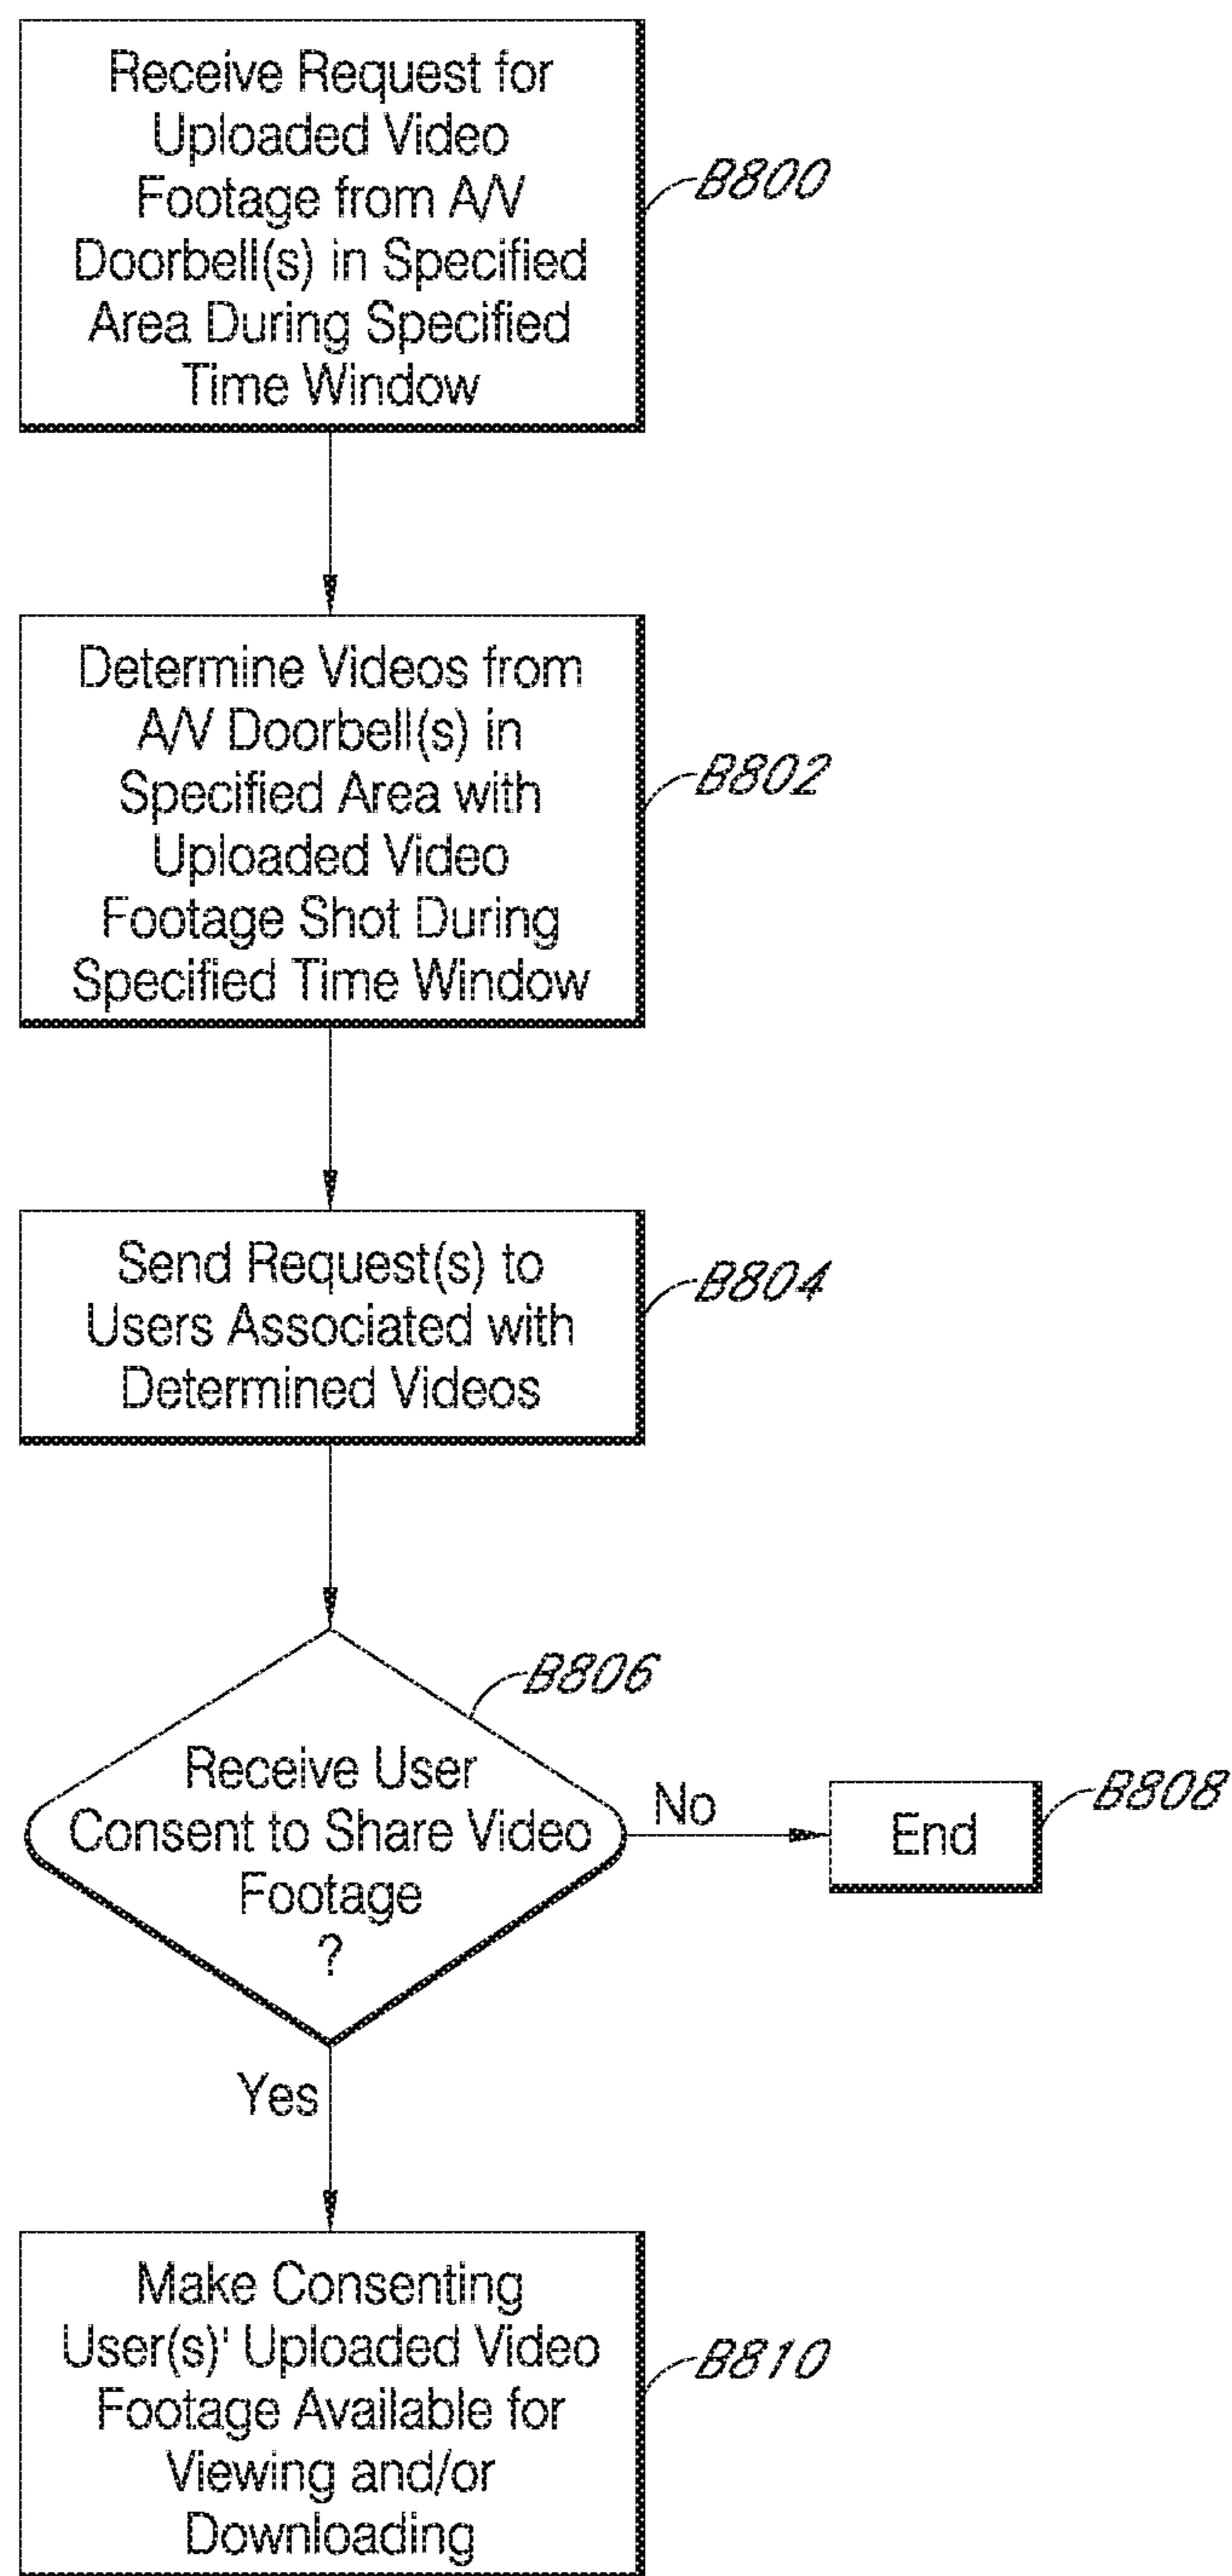 Receive Request for
Uploaded Video
Footage from A/V
Doorbell(s) in Specified
Area During Specified
Time Window
B800
Determine Videos from
A/V Doorbell(s) in
Specified Area with
Uploaded Video
Footage Shot During
Specified Time Window
B802
Send Request(s) to
Users Associated with
Determined Videos
B804
B806
Receive User
Consent to Share Video
Footage
?
No
End
B808
Yes
Make Consenting
User(s)' Uploaded Video
Footage Available for
Viewing and/or
Downloading
B810